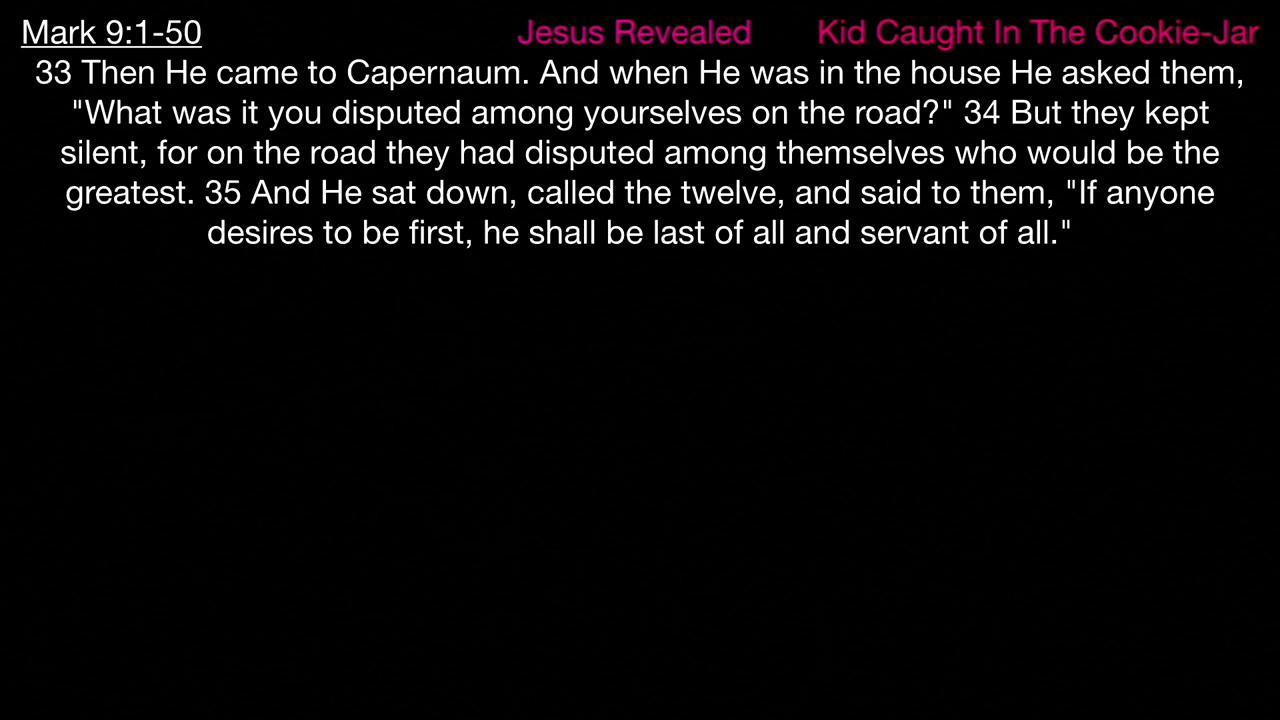 Mark 9:1-50 Jesus Revealed Kid Caught In The Cookie-Jar
33 Then He came to Capernaum. And when He was in the house He asked them,
"What was it you disputed among yourselves on the road?" 34 But they kept
silent, for on the road they had disputed among themselves who would be the
greatest. 35 And He sat down, called the twelve, and said to them, "If anyone
desires to be first, he shall be last of all and servant of all."